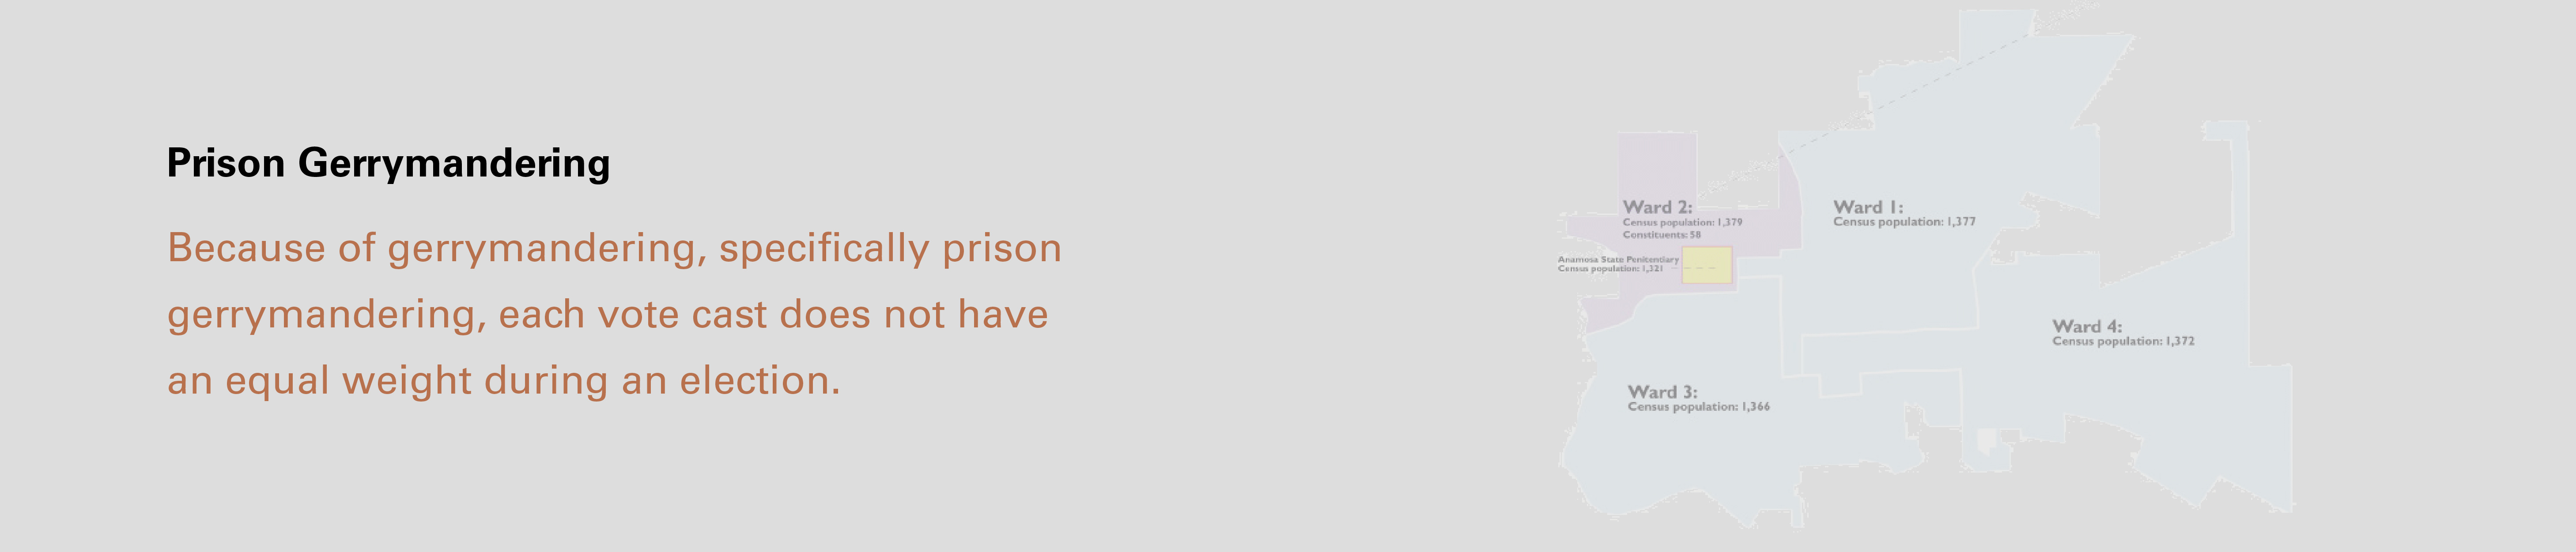 Prison Gerrymandering
Because of gerrymandering, specifically prison
gerrymandering, each vote cast does not have
an equal weight during an election.
Ward 2:
Census population: 1,379
Constituents: 58
Anamosa State Penitentiary
Census population: 1,321
Ward 1:
Census population: 1,377
Ward 4:
Census population: 1,372
Ward 3:
Census population: 1,366